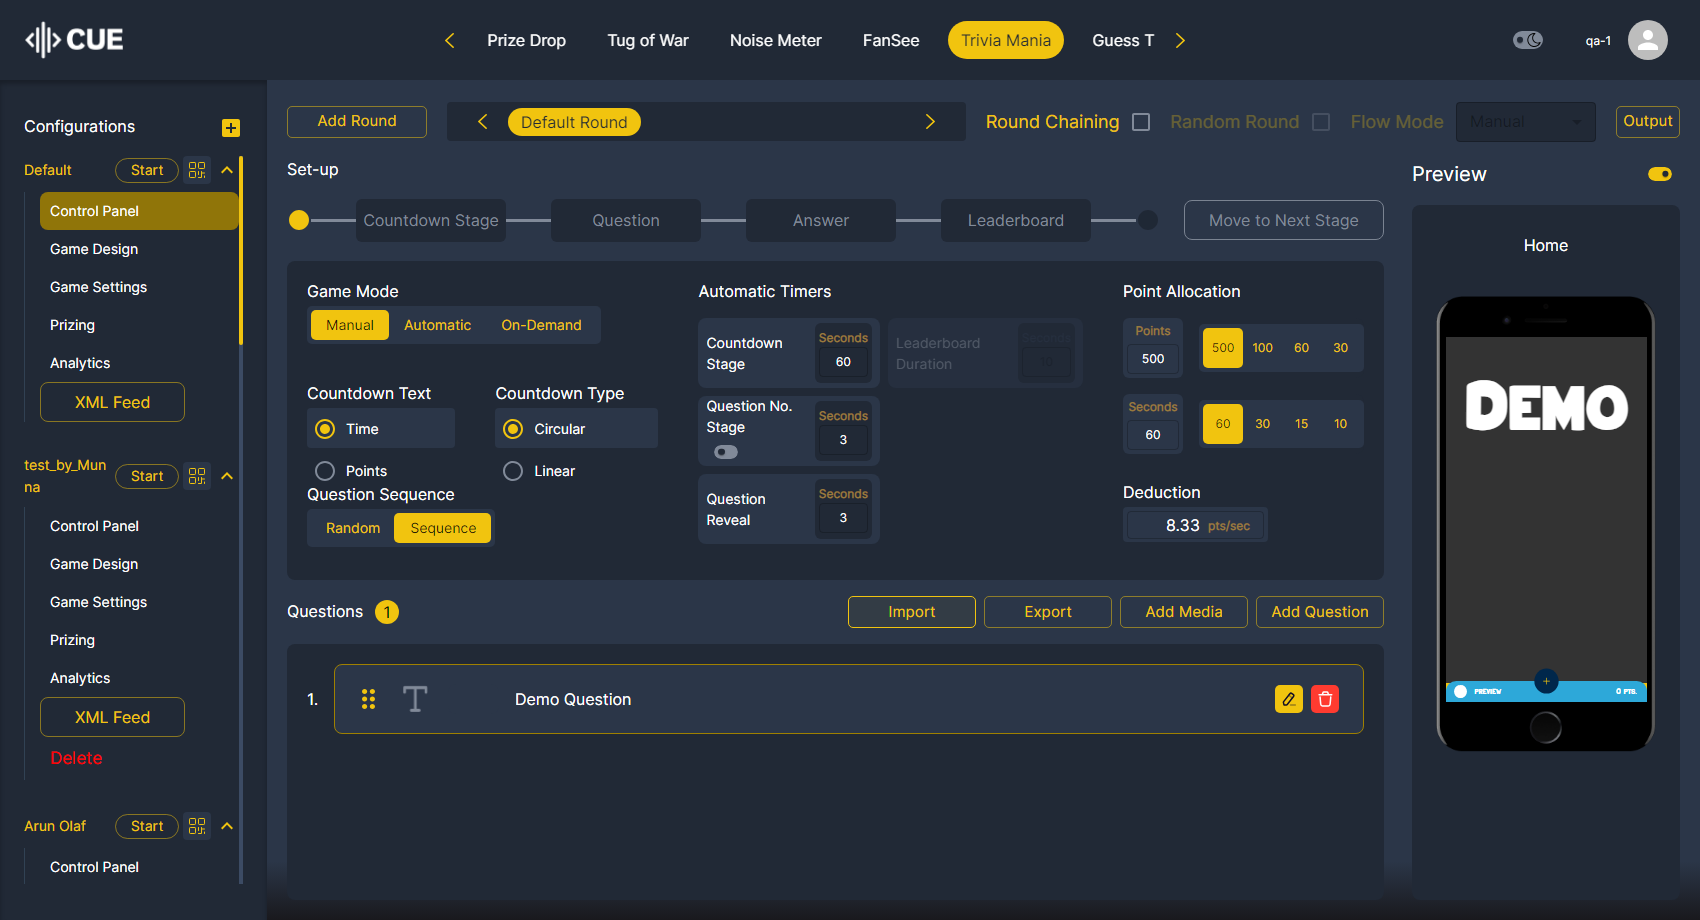 CUE
Prize Drop
Tug of War
Noise Meter
FanSee
Trivia Mania
Guess T
qa-1
Configurations
Default
Start
Control Panel
Game Design
Game Settings
Prizing
Analytics
XML Feed
test_by_Mun
na
Start
Control Panel
Game Design
Game Settings
Prizing
Analytics
XML Feed
Delete
Arun Olaf
Start
Control Panel
Add Round
Default Round
Round Chaining
Random Round
Flow Mode
Manual
Output
Set-up
Countdown Stage
Question
Answer
Leaderboard
Move to Next Stage
Game Mode
Manual
Automatic
On-Demand
Countdown Text
Time
Points
Countdown Type
Circular
Linear
Question Sequence
Random
Sequence
Automatic Timers
Countdown
Stage
Seconds
60
Leaderboard
Duration
Seconds
10
Question No.
Stage
Seconds
3
Question
Reveal
Seconds
3
Point Allocation
Points
500
500
100
60
30
Seconds
60
60
30
15
10
Deduction
8.33 pts/sec
Questions 1
Import
Export
Add Media
Add Question
1.
T
Demo Question
Preview
Home
DEMO
PREVIEW
0 PTS.